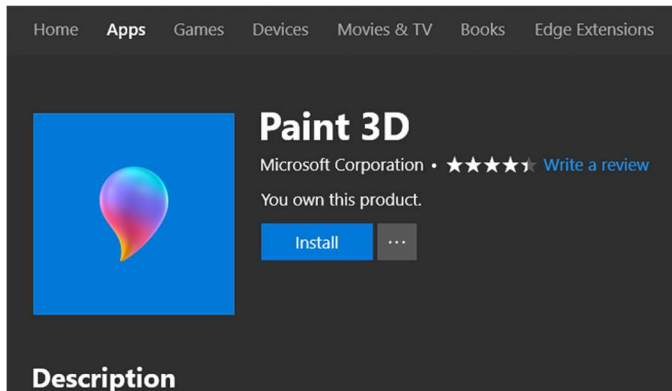 Home Apps Games Devices Movies & TV Books Edge Extensions
Paint 3D
Microsoft Corporation • ★★★★⯪ Write a review
You own this product.
Install ...
Description